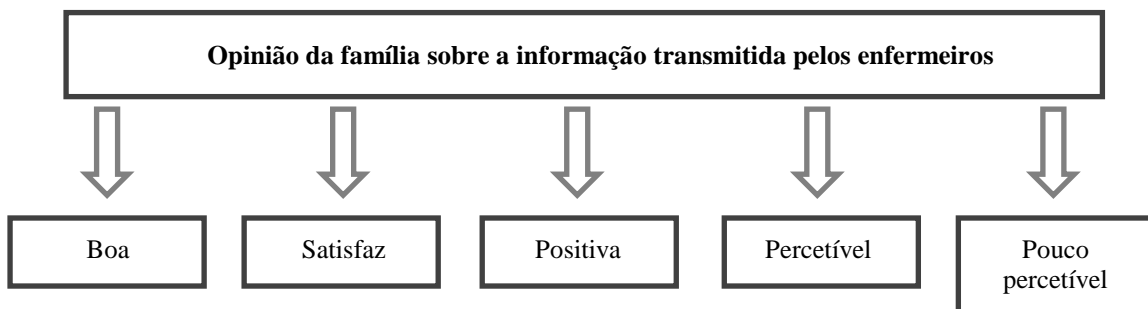 Opinião da família sobre a informação transmitida pelos enfermeiros
Boa
Satisfaz
Positiva
Percetível
Pouco
percetível